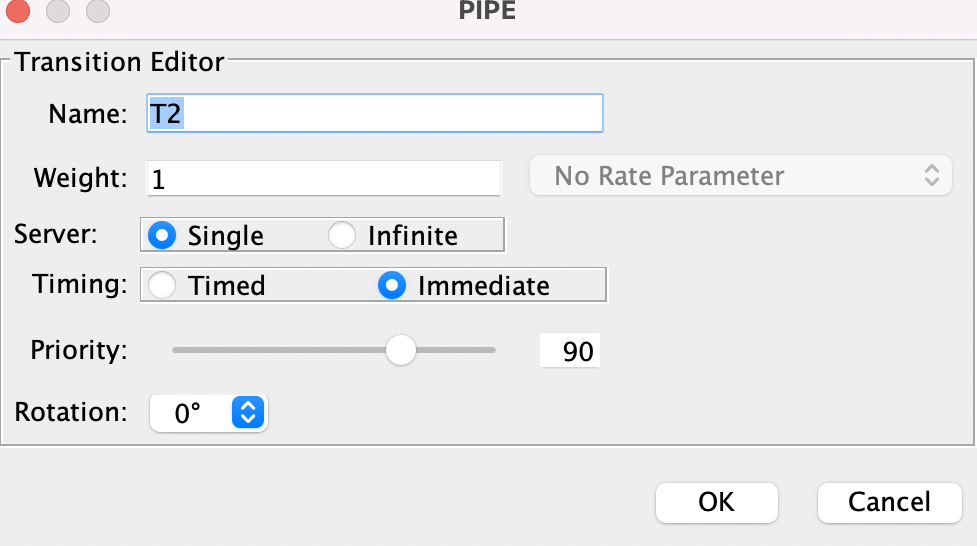 PIPE
Transition Editor
Name: T2
Weight: 1 No Rate Parameter
Server: Single Infinite
Timing: Timed Immediate
Priority: 90
Rotation: 0°
OK Cancel